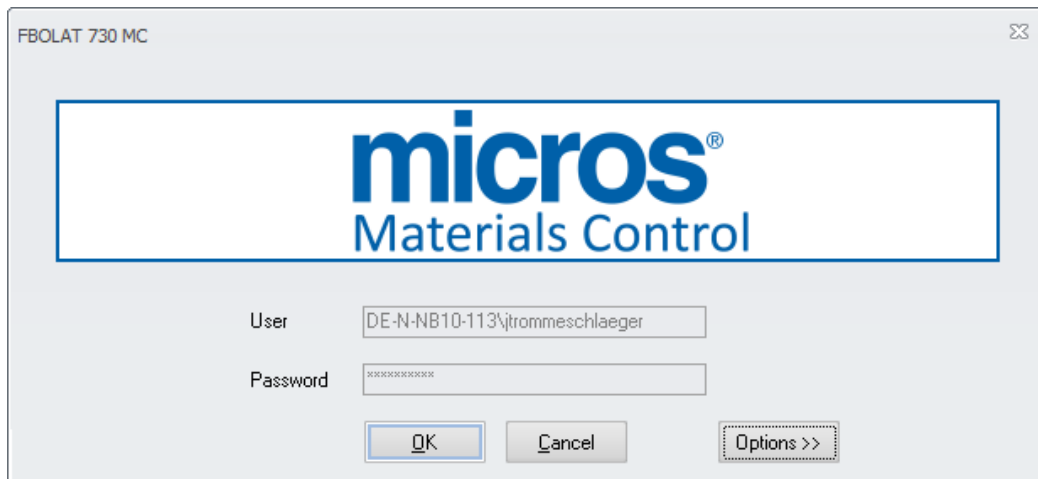 FBOLAT 730 MC
micros®
Materials Control
User DE-N-NB10-113\jtrommeschlaeger
Password **********
OK Cancel Options >>